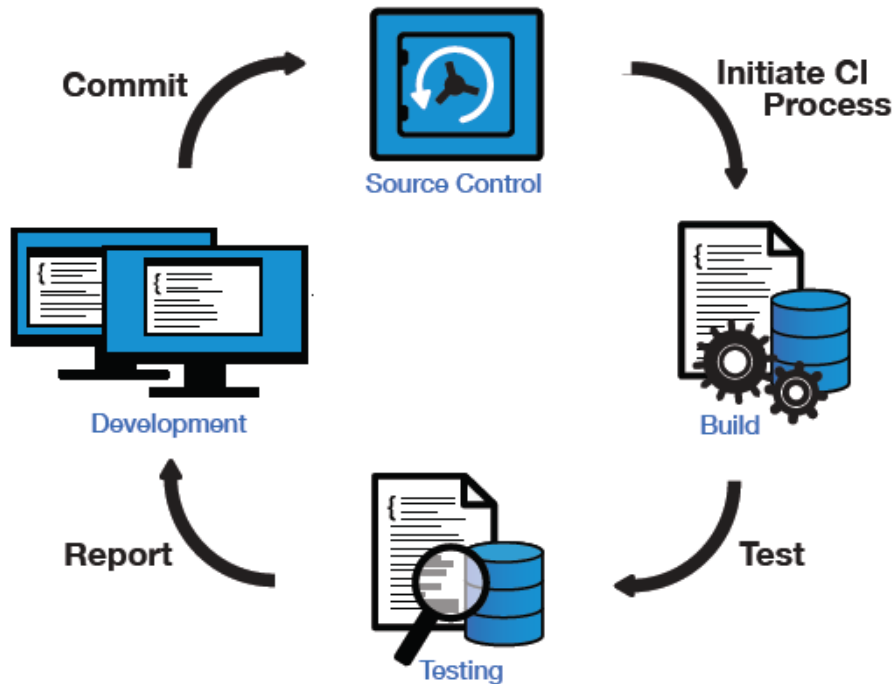 Commit
Initiate CI
Process
Source Control
{
{
{
Development
Build
{
Report
Test
Testing